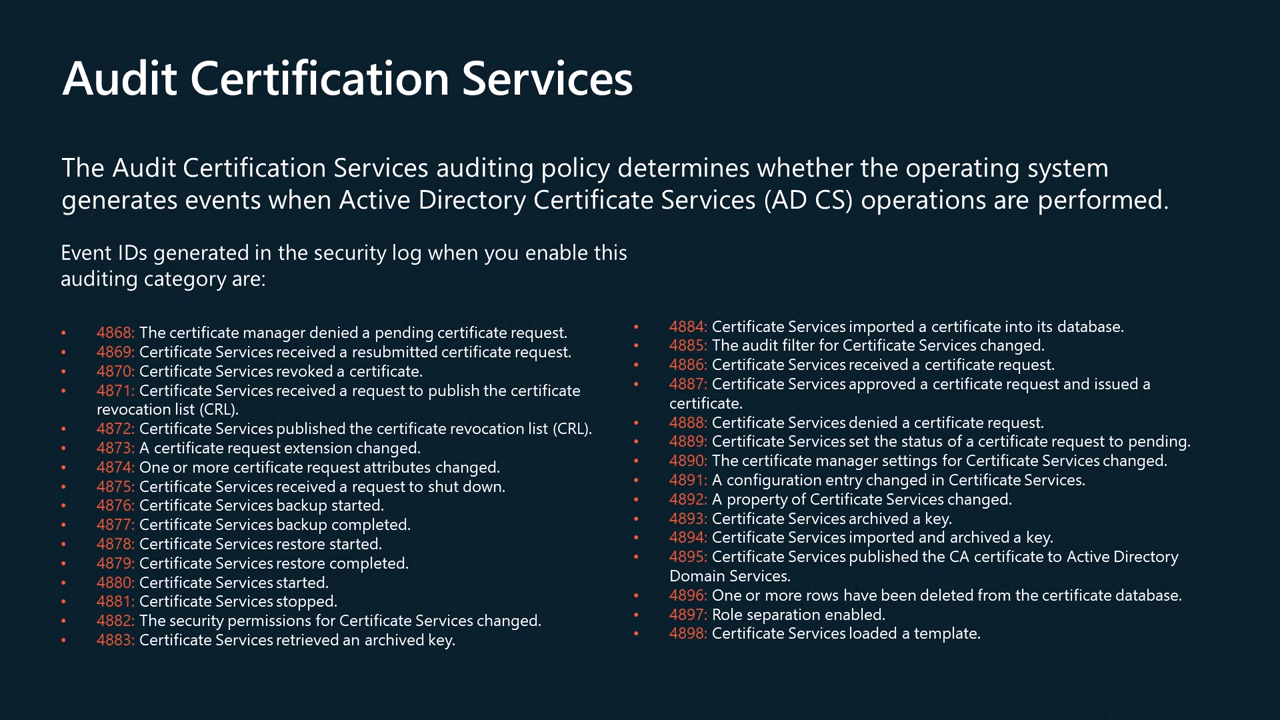 Audit Certification Services
The Audit Certification Services auditing policy determines whether the operating system
generates events when Active Directory Certificate Services (AD CS) operations are performed.
Event IDs generated in the security log when you enable this
auditing category are:
• 4868: The certificate manager denied a pending certificate request.
• 4869: Certificate Services received a resubmitted certificate request.
• 4870: Certificate Services revoked a certificate.
• 4871: Certificate Services received a request to publish the certificate
revocation list (CRL).
• 4872: Certificate Services published the certificate revocation list (CRL).
• 4873: A certificate request extension changed.
• 4874: One or more certificate request attributes changed.
• 4875: Certificate Services received a request to shut down.
• 4876: Certificate Services backup started.
• 4877: Certificate Services backup completed.
• 4878: Certificate Services restore started.
• 4879: Certificate Services restore completed.
• 4880: Certificate Services started.
• 4881: Certificate Services stopped.
• 4882: The security permissions for Certificate Services changed.
• 4883: Certificate Services retrieved an archived key.
• 4884: Certificate Services imported a certificate into its database.
• 4885: The audit filter for Certificate Services changed.
• 4886: Certificate Services received a certificate request.
• 4887: Certificate Services approved a certificate request and issued a
certificate.
• 4888: Certificate Services denied a certificate request.
• 4889: Certificate Services set the status of a certificate request to pending.
• 4890: The certificate manager settings for Certificate Services changed.
• 4891: A configuration entry changed in Certificate Services.
• 4892: A property of Certificate Services changed.
• 4893: Certificate Services archived a key.
• 4894: Certificate Services imported and archived a key.
• 4895: Certificate Services published the CA certificate to Active Directory
Domain Services.
• 4896: One or more rows have been deleted from the certificate database.
• 4897: Role separation enabled.
• 4898: Certificate Services loaded a template.